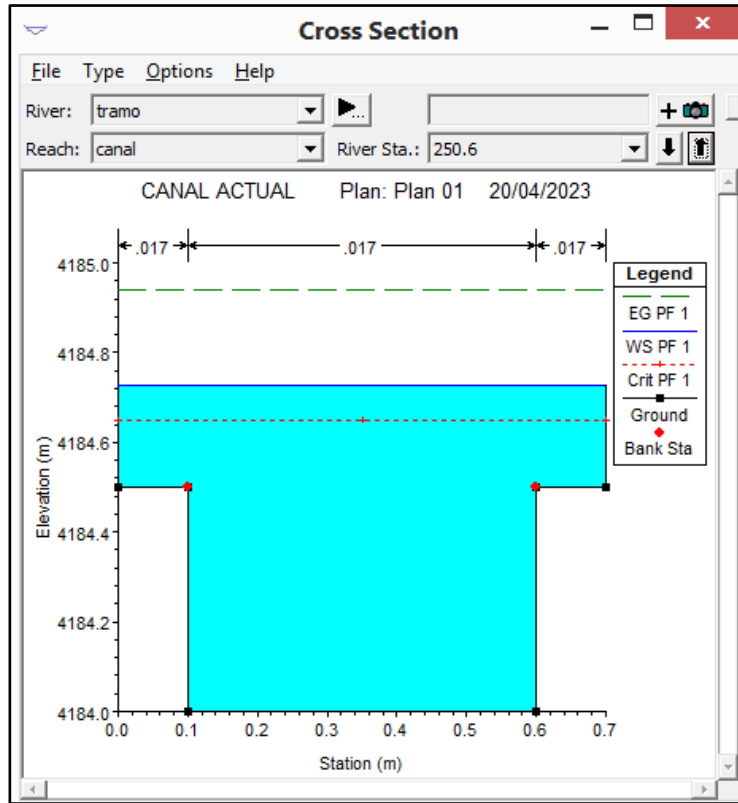 Cross Section
File Type Options Help
River: tramo
Reach: canal River Sta.: 250.6
CANAL ACTUAL Plan: Plan 01 20/04/2023
.017 .017 .017
Legend
EG PF 1
WS PF 1
Crit PF 1
Ground
Bank Sta
4185.0
4184.8
4184.6
4184.4
4184.2
4184.0
Elevation (m)
0.0 0.1 0.2 0.3 0.4 0.5 0.6 0.7
Station (m)